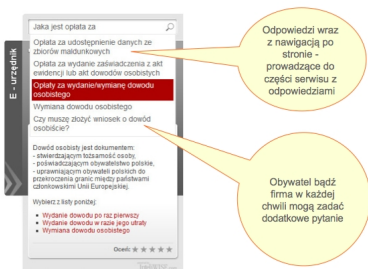 Jaka jest opłata za
Opłata za udostępnienie danych ze
zbiorów meldunkowych
Opłata za wydanie zaświadczenia z akt
ewidencji lub akt dowodów osobistych
Opłaty za wydanie/wymianę dowodu
osobistego
Wymiana dowodu osobistego
Czy muszę złożyć wniosek o dowód
osobiście?
E - urzędnik
Dowód osobisty jest dokumentem:
- stwierdzającym tożsamość osoby,
- poświadczającym obywatelstwo polskie,
- uprawniającym obywateli polskich do
przekroczenia granic między państwami
członkowskimi Unii Europejskiej.
Wybierz z listy poniżej:
Wydanie dowodu po raz pierwszy
Wydanie dowodu w razie jego utraty
Wymiana dowodu osobistego
Oceń:
Odpowiedzi wraz
z nawigacją po
stronie -
prowadzące do
części serwisu z
odpowiedziami
Obywatel bądź
firma w każdej
chwili mogą zadać
dodatkowe pytanie